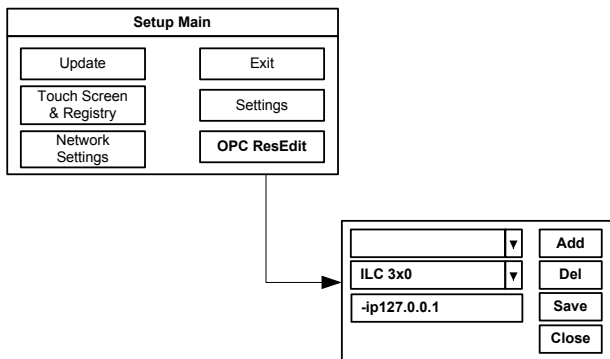 Setup Main
Update
Exit
Touch Screen
& Registry
Settings
Network
Settings
OPC ResEdit
Add
ILC 3x0
Del
-ip127.0.0.1
Save
Close